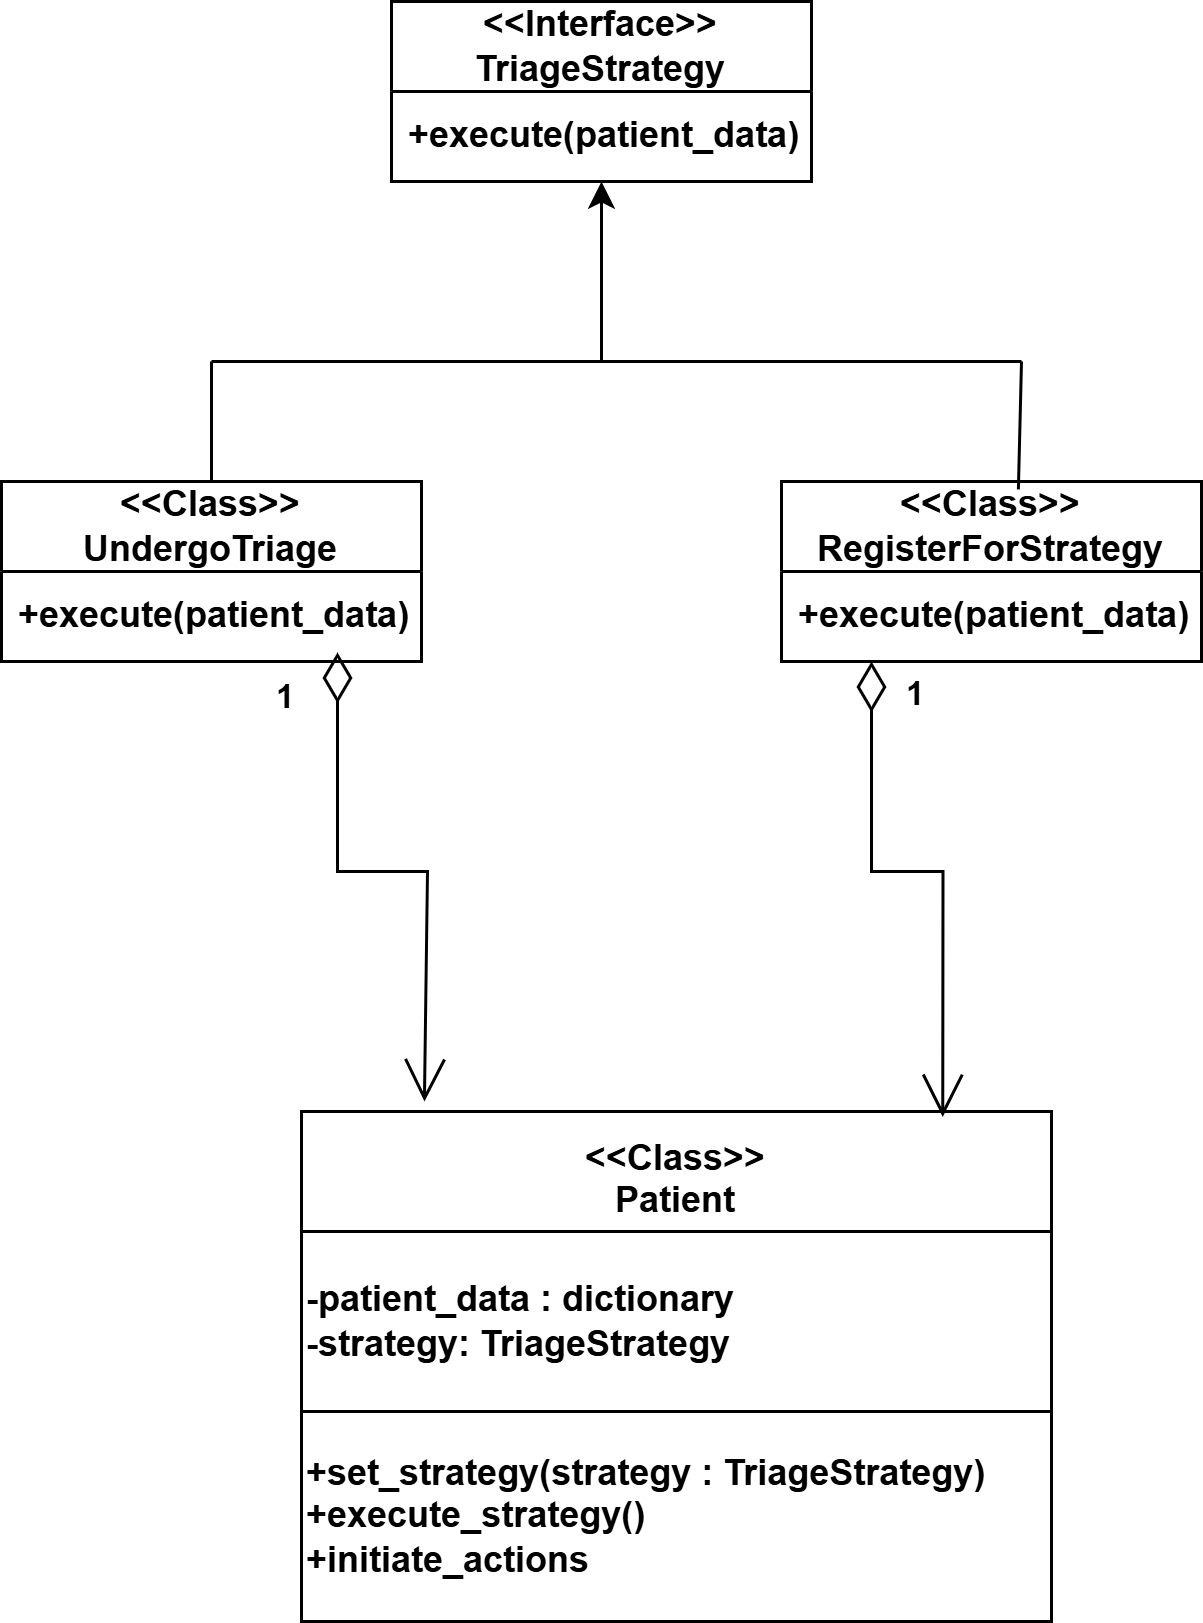 <<Interface>>
TriageStrategy
+execute(patient_data)
<<Class>>
UndergoTriage
+execute(patient_data)
1
<<Class>>
RegisterForStrategy
+execute(patient_data)
1
<<Class>>
Patient
-patient_data : dictionary
-strategy: TriageStrategy
+set_strategy(strategy : TriageStrategy)
+execute_strategy()
+initiate_actions